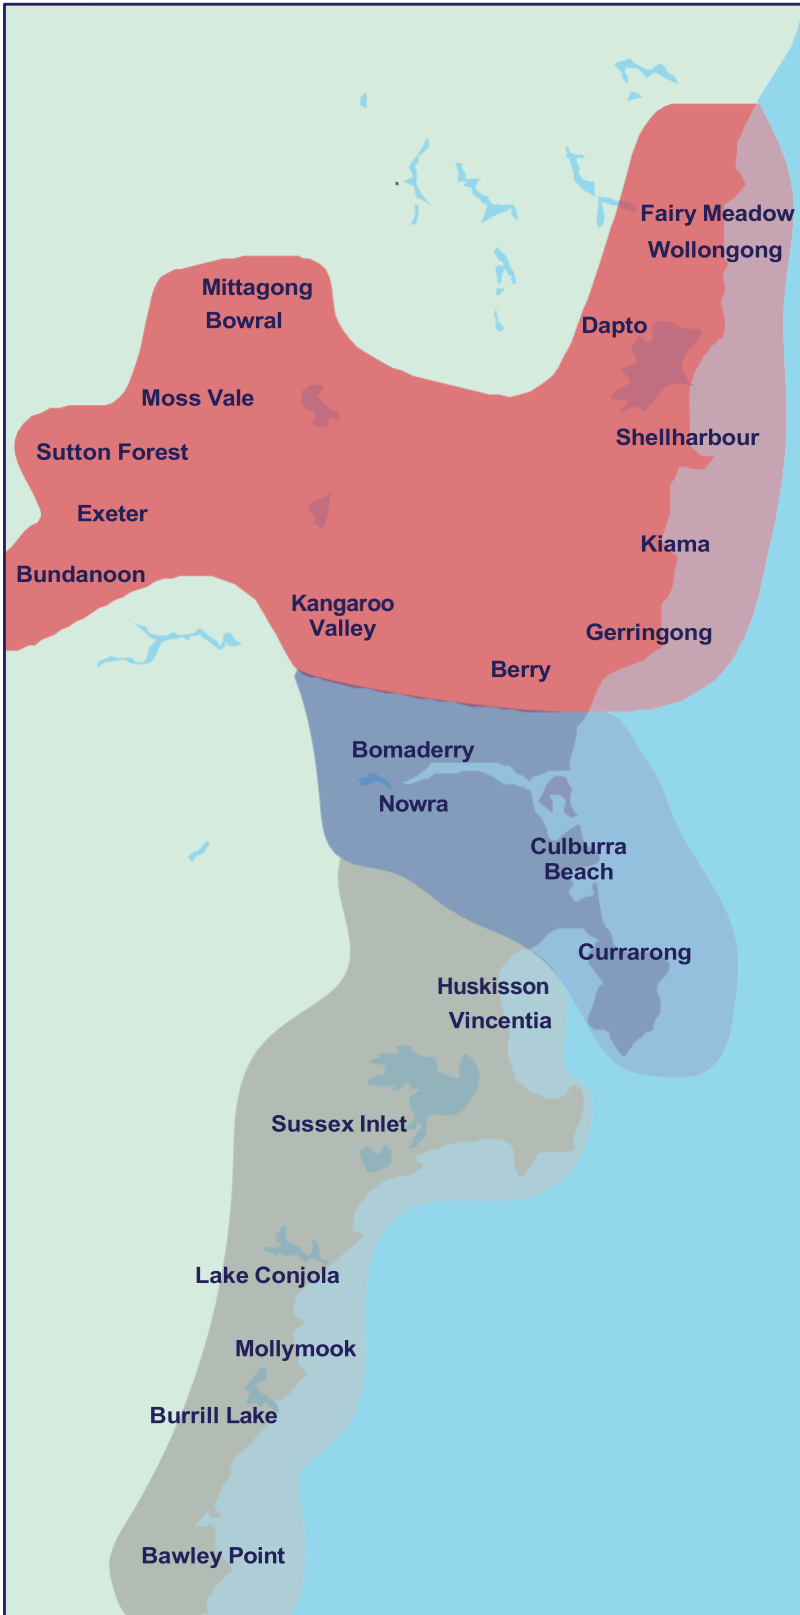 Fairy Meadow
Wollongong
Mittagong
Bowral
Dapto
Moss Vale
Shellharbour
Sutton Forest
Exeter
Kiama
Bundanoon
Kangaroo
Valley
Gerringong
Berry
Bomaderry
Nowra
Culburra
Beach
Currarong
Huskisson
Vincentia
Sussex Inlet
Lake Conjola
Mollymook
Burrill Lake
Bawley Point